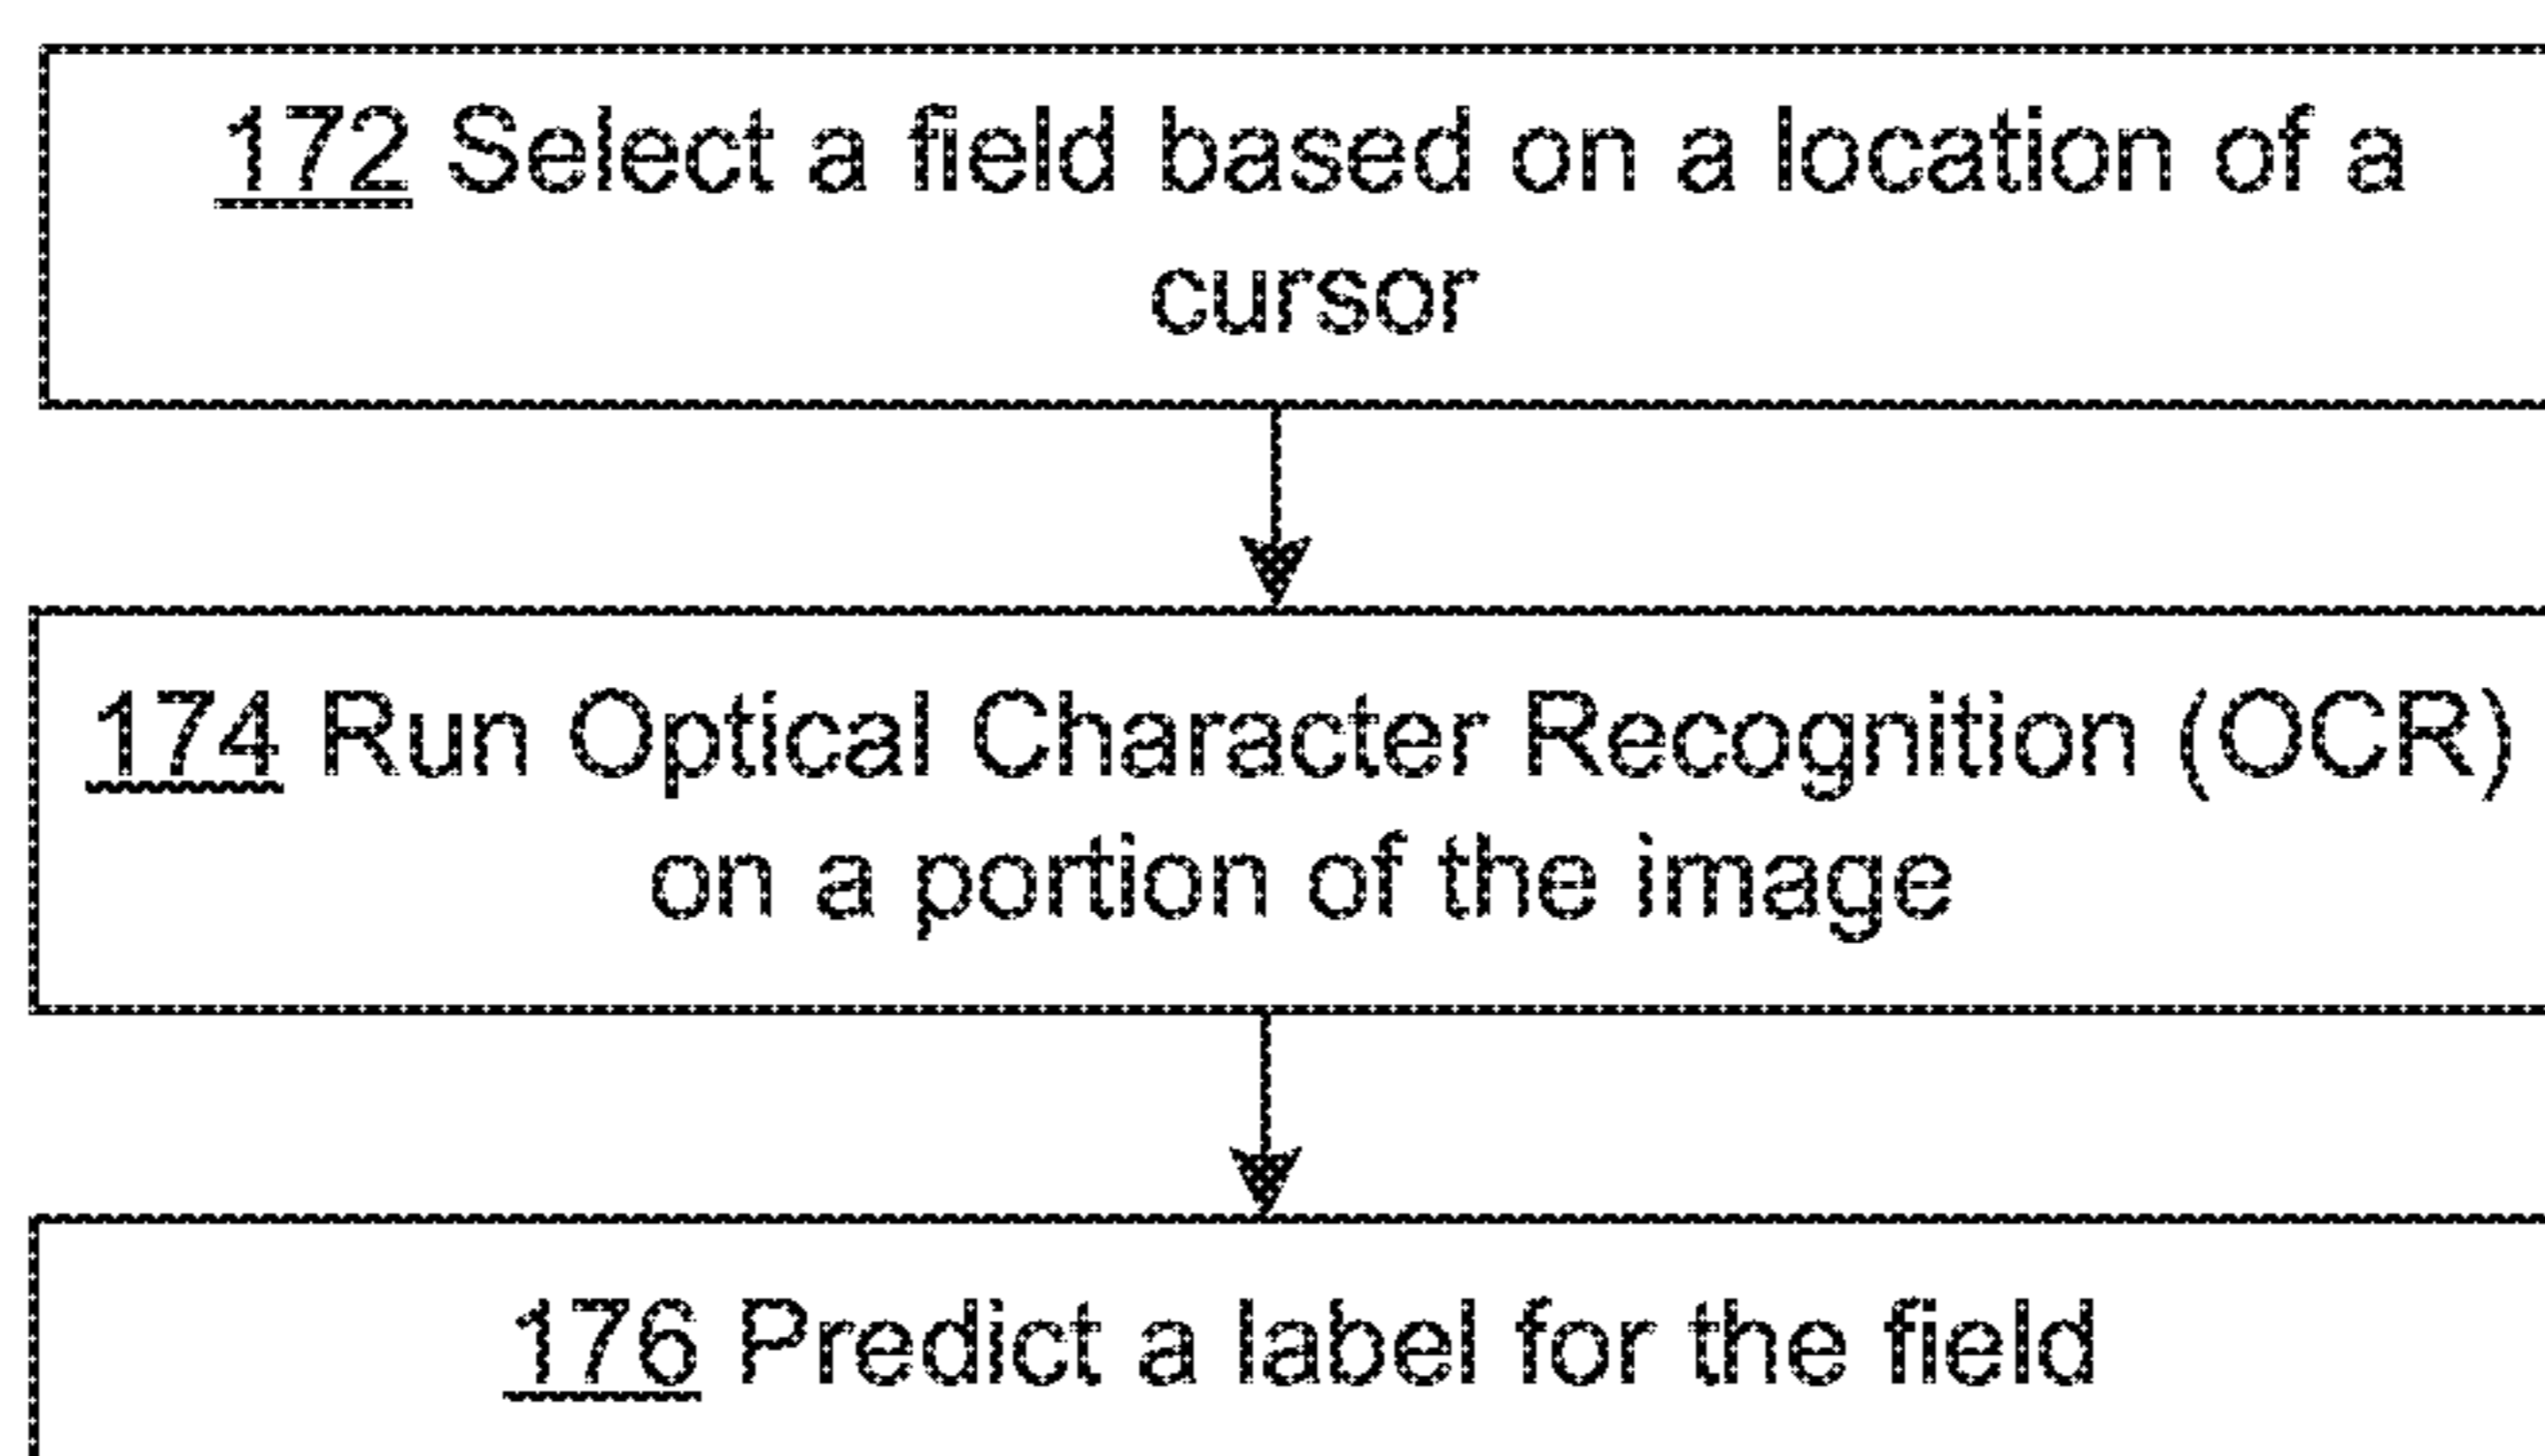 172 Select a field based on a location of a
cursor
174 Run Optical Character Recognition (OCR)
on a portion of the image
176 Predict a label for the field